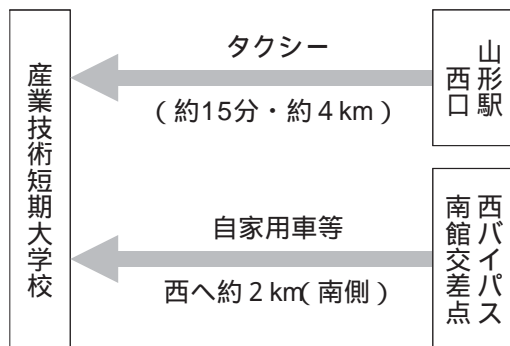 産業技術短期大学校
タクシー
（約15分・約４km）
山形駅
西口
自家用車等
西へ約２km（南側）
西バイパス
南館交差点